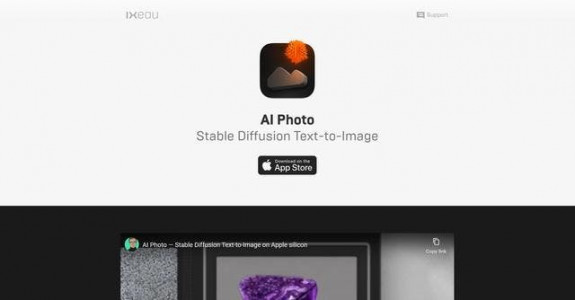 ixeau
Support
AI Photo
Stable Diffusion Text-to-Image
Download on the
App Store
AI Photo — Stable Diffusion Text-to-Image on Apple silicon
Copy link